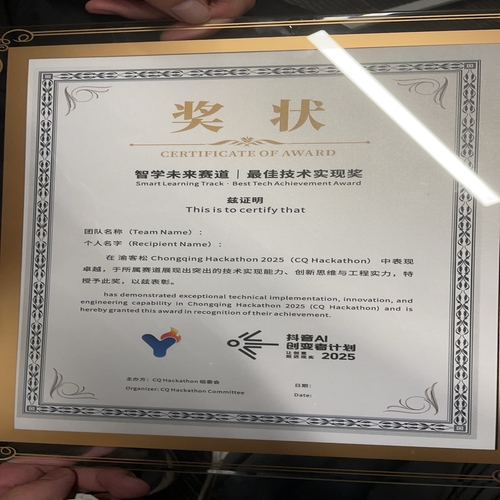 奖 状
CERTIFICATE OF AWARD
智学未来赛道｜最佳技术实现奖
Smart Learning Track · Best Tech Achievement Award
兹证明
This is to certify that
团队名称（Team Name）：
个人名字（Recipient Name）：
在 渝客松 Chongqing Hackathon 2025（CQ Hackathon） 中表现
卓越，于所属赛道展现出突出的技术实现能力、创新思维与工程实力，特
授予此奖，以兹表彰。
has demonstrated exceptional technical implementation, innovation, and
engineering capability in Chongqing Hackathon 2025 (CQ Hackathon) and is
hereby granted this award in recognition of their achievement.
抖音AI
创变者计划
2025
主办方：CQ Hackathon 组委会
Organizer: CQ Hackathon Committee
日期：
Date: